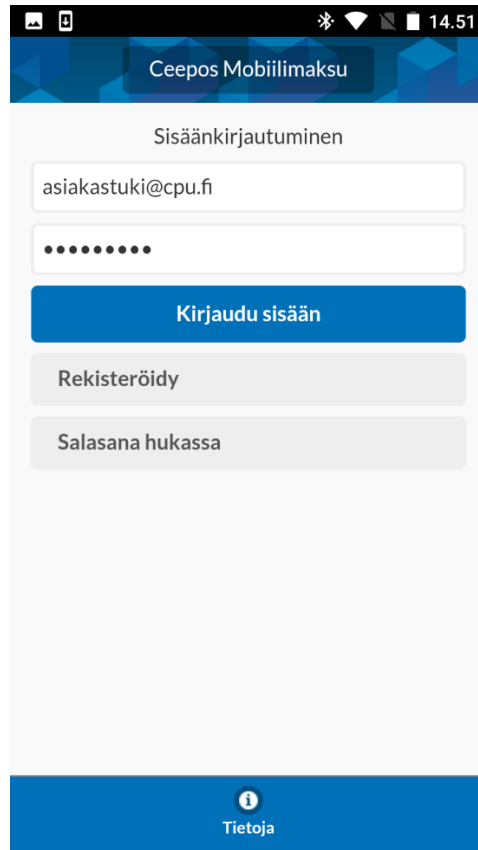 14.51
Ceepos Mobiilimaksu
Sisäänkirjautuminen
asiakastuki@cpu.fi
•••••••••
Kirjaudu sisään
Rekisteröidy
Salasana hukassa
Tietoja